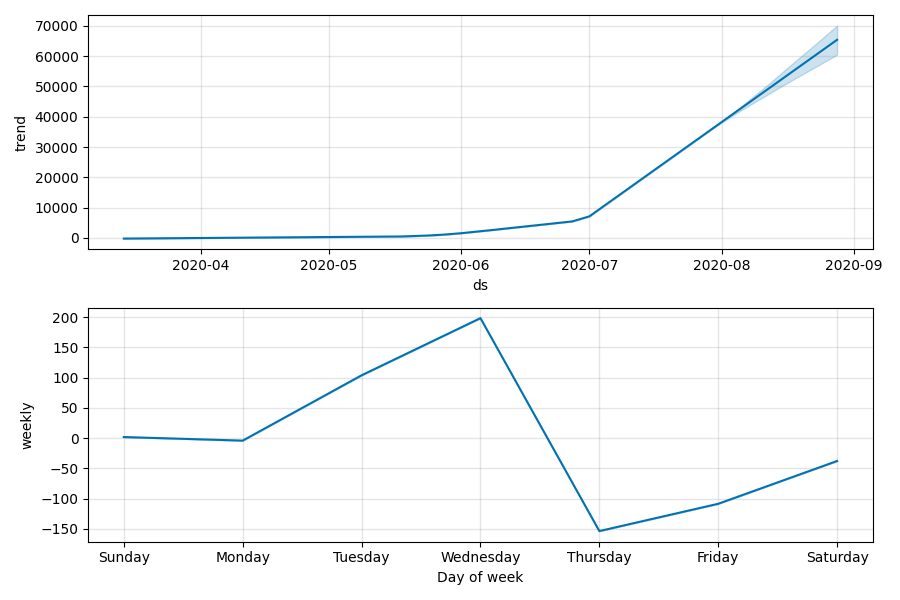 70000
60000
50000
40000
30000
20000
10000
0
trend
2020-04 2020-05 2020-06 2020-07 2020-08 2020-09
ds
200
150
100
50
0
−50
−100
−150
weekly
Sunday Monday Tuesday Wednesday Thursday Friday Saturday
Day of week